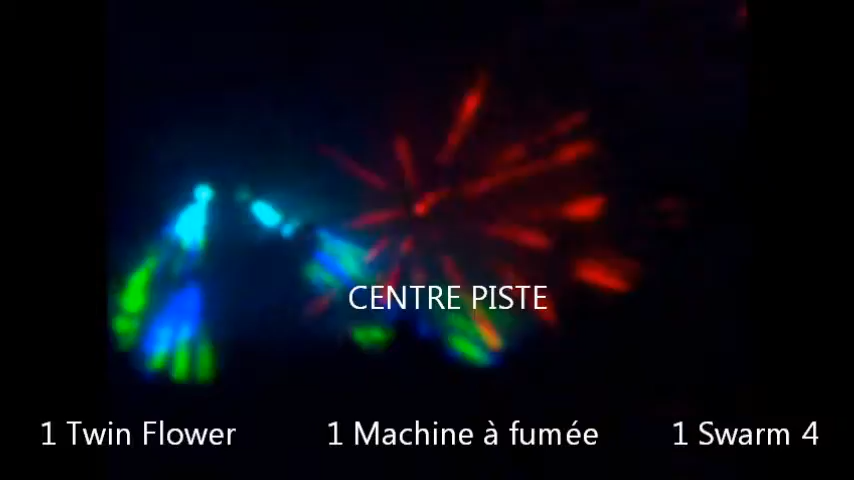 CENTRE PISTE
1 Twin Flower 1 Machine à fumée 1 Swarm 4